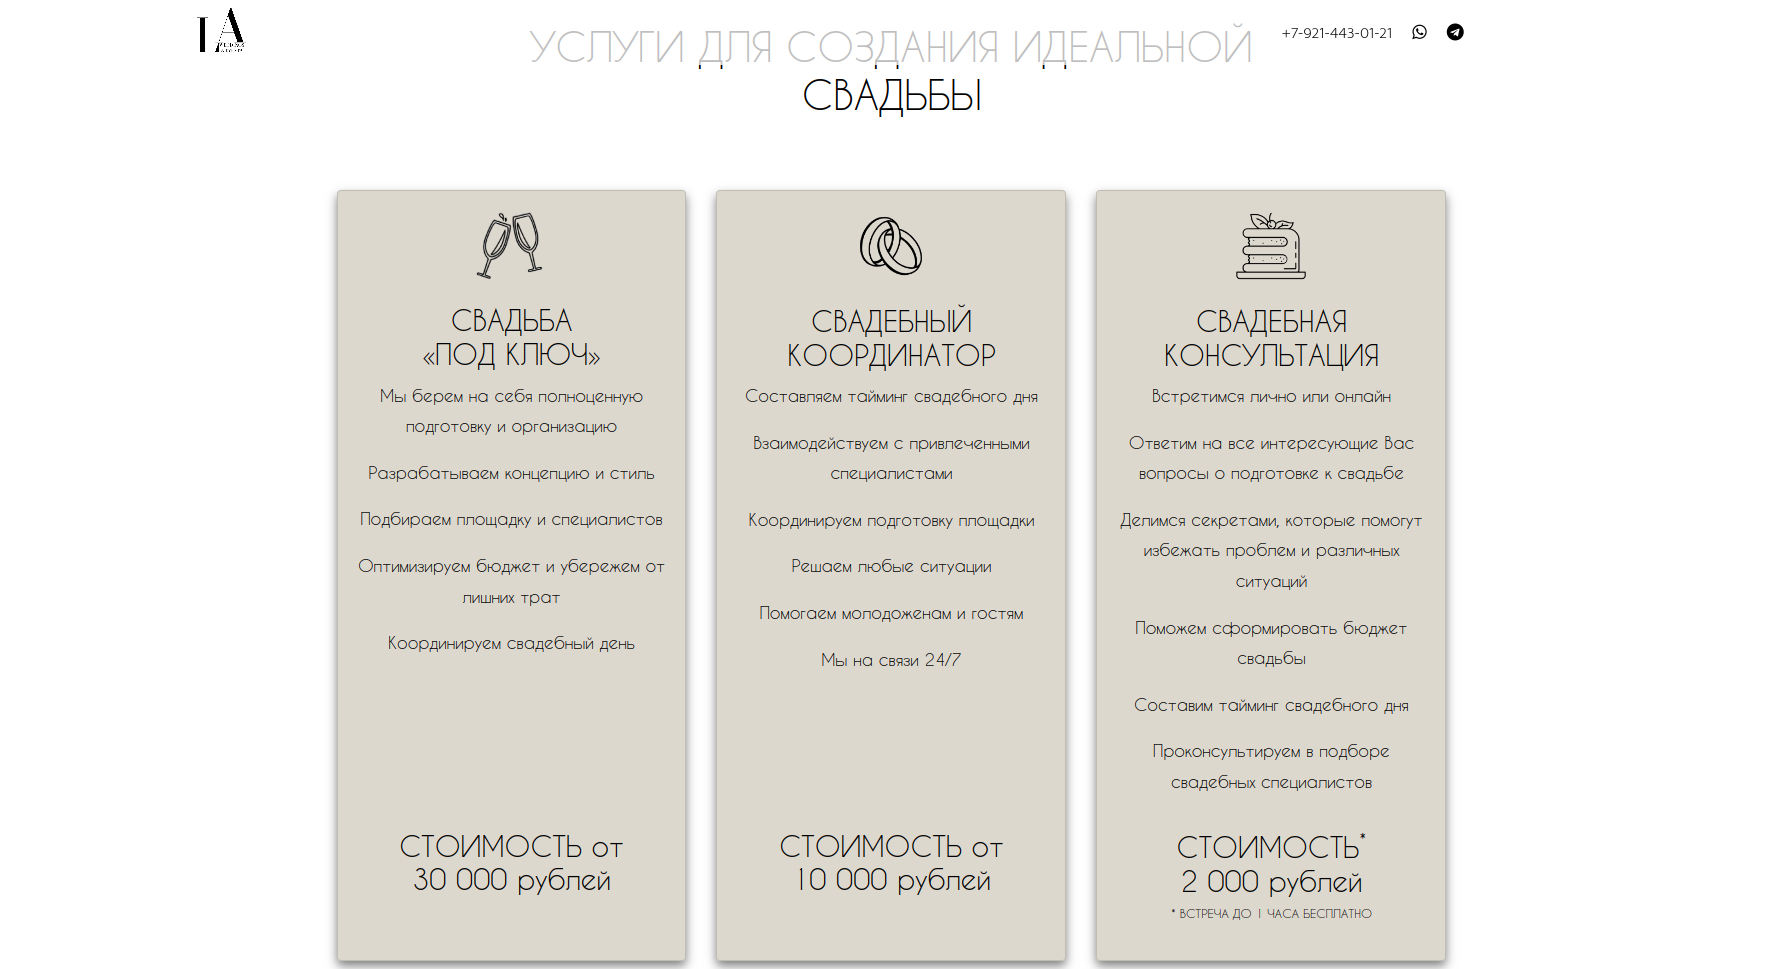 LA
+7-921-443-01-21
УСЛУГИ ДЛЯ СОЗДАНИЯ ИДЕАЛЬНОЙ
СВАДЬБЫ
СВАДЬБА
«ПОД КЛЮЧ»
Мы берем на себя полноценную
подготовку и организацию
Разрабатываем концепцию и стиль
Подбираем площадку и специалистов
Оптимизируем бюджет и убережем от
лишних трат
Координируем свадебный день
СТОИМОСТЬ от
30 000 рублей
СВАДЕБНЫЙ
КООРДИНАТОР
Составляем тайминг свадебного дня
Взаимодействуем с привлеченными
специалистами
Координируем подготовку площадки
Решаем любые ситуации
Помогаем молодоженам и гостям
Мы на связи 24/7
СТОИМОСТЬ от
10 000 рублей
СВАДЕБНАЯ
КОНСУЛЬТАЦИЯ
Встретимся лично или онлайн
Ответим на все интересующие Вас
вопросы о подготовке к свадьбе
Делимся секретами, которые помогут
избежать проблем и различных
ситуаций
Поможем сформировать бюджет
свадьбы
Составим тайминг свадебного дня
Проконсультируем в подборе
свадебных специалистов
СТОИМОСТЬ*
2 000 рублей
* ВСТРЕЧА ДО 1 ЧАСА БЕСПЛАТНО